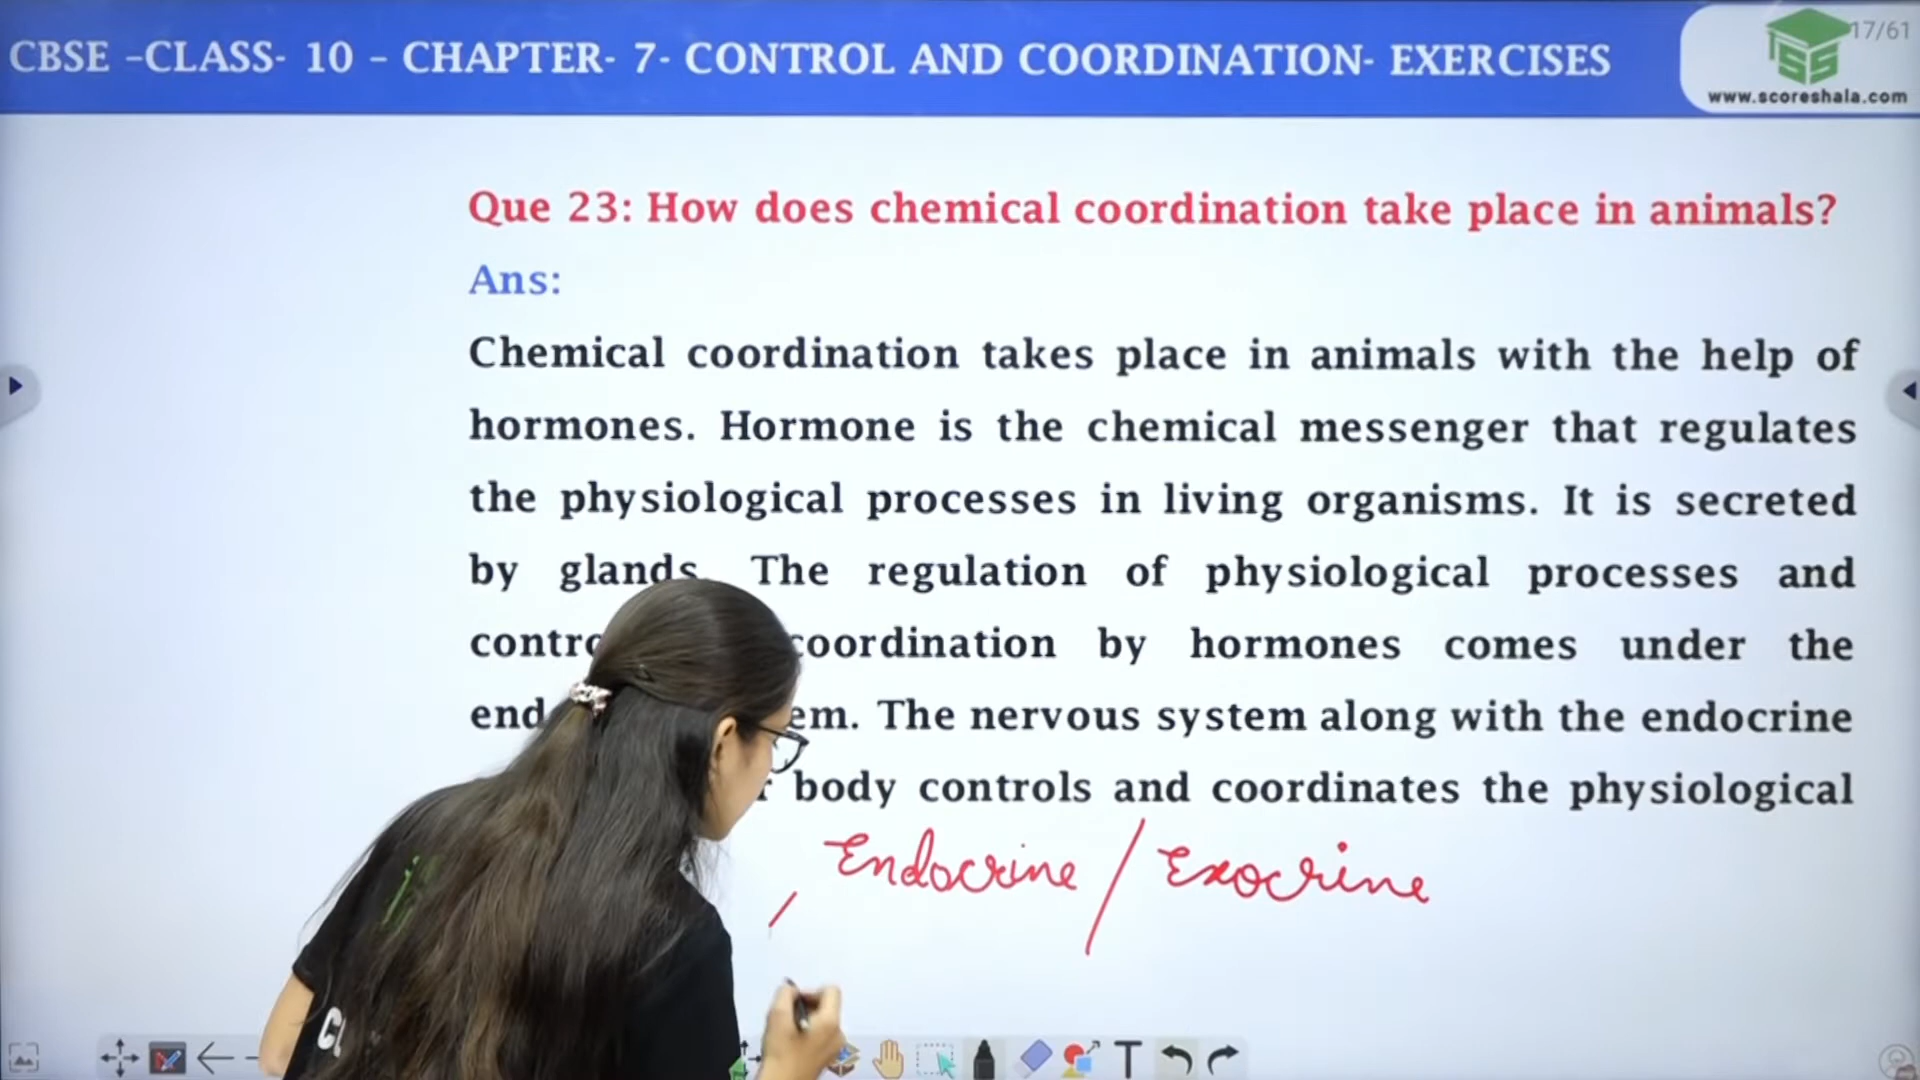 CBSE –CLASS- 10 – CHAPTER- 7- CONTROL AND COORDINATION- EXERCISES
17/61
SS
www.scoreshala.com
Que 23: How does chemical coordination take place in animals?
Ans:
Chemical coordination takes place in animals with the help of
hormones. Hormone is the chemical messenger that regulates
the physiological processes in living organisms. It is secreted
by glands. The regulation of physiological processes and
coordination by hormones comes under the
The nervous system along with the endocrine
body controls and coordinates the physiological
Endocrine / Exocrine
T